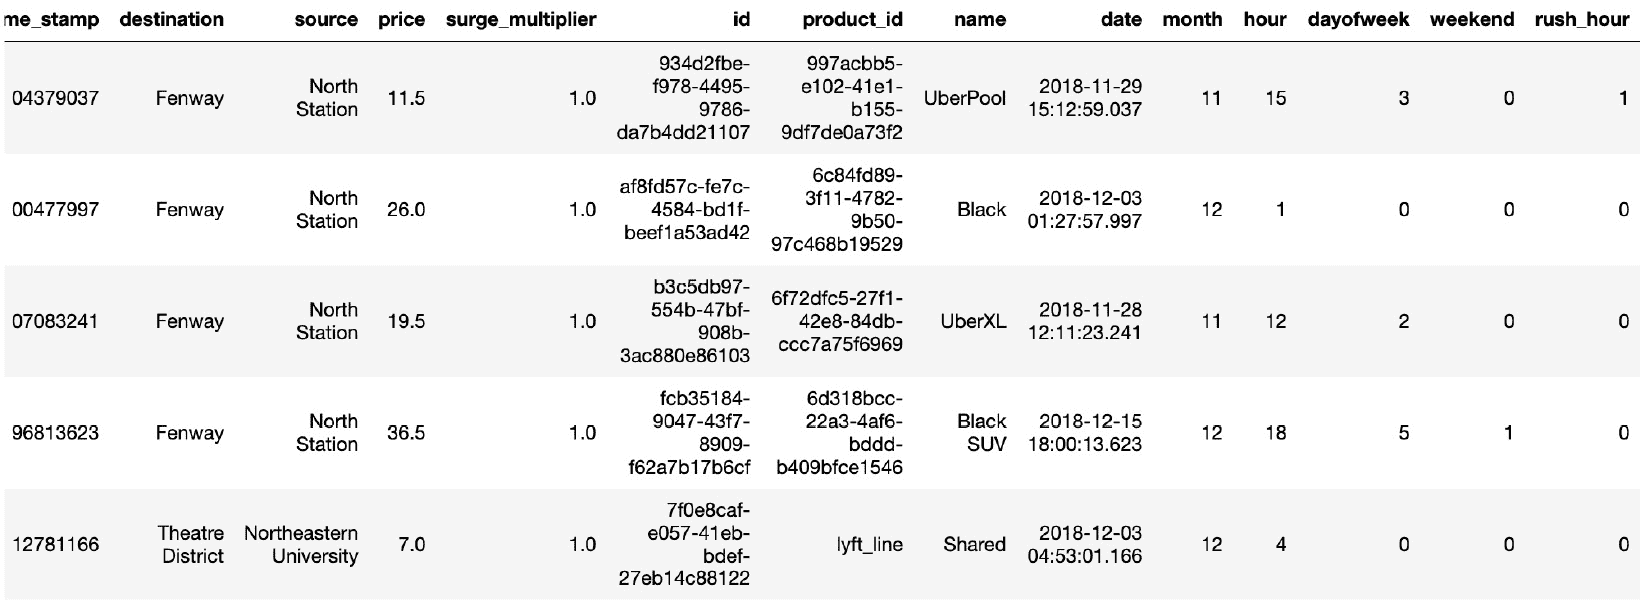 me_stamp destination source price surge_multiplier id product_id name date month hour dayofweek weekend rush_hour
04379037 Fenway North Station 11.5 1.0 934d2fbe-f978-4495-9786-da7b4dd21107 997acbb5-e102-41e1-b155-9df7de0a73f2 UberPool 2018-11-29 15:12:59.037 11 15 3 0 1
00477997 Fenway North Station 26.0 1.0 af8fd57c-fe7c-4584-bd1f-beef1a53ad42 6c84fd89-3f11-4782-9b50-97c468b19529 Black 2018-12-03 01:27:57.997 12 1 0 0 0
07083241 Fenway North Station 19.5 1.0 b3c5db97-554b-47bf-908b-3ac880e86103 6f72dfc5-27f1-42e8-84db-ccc7a75f6969 UberXL 2018-11-28 12:11:23.241 11 12 2 0 0
96813623 Fenway North Station 36.5 1.0 fcb35184-9047-43f7-8909-f62a7b17b6cf 6d318bcc-22a3-4af6-bddd-b409bfce1546 Black SUV 2018-12-15 18:00:13.623 12 18 5 1 0
12781166 Theatre District Northeastern University 7.0 1.0 7f0e8caf-e057-41eb-bdef-27eb14c88122 lyft_line Shared 2018-12-03 04:53:01.166 12 4 0 0 0